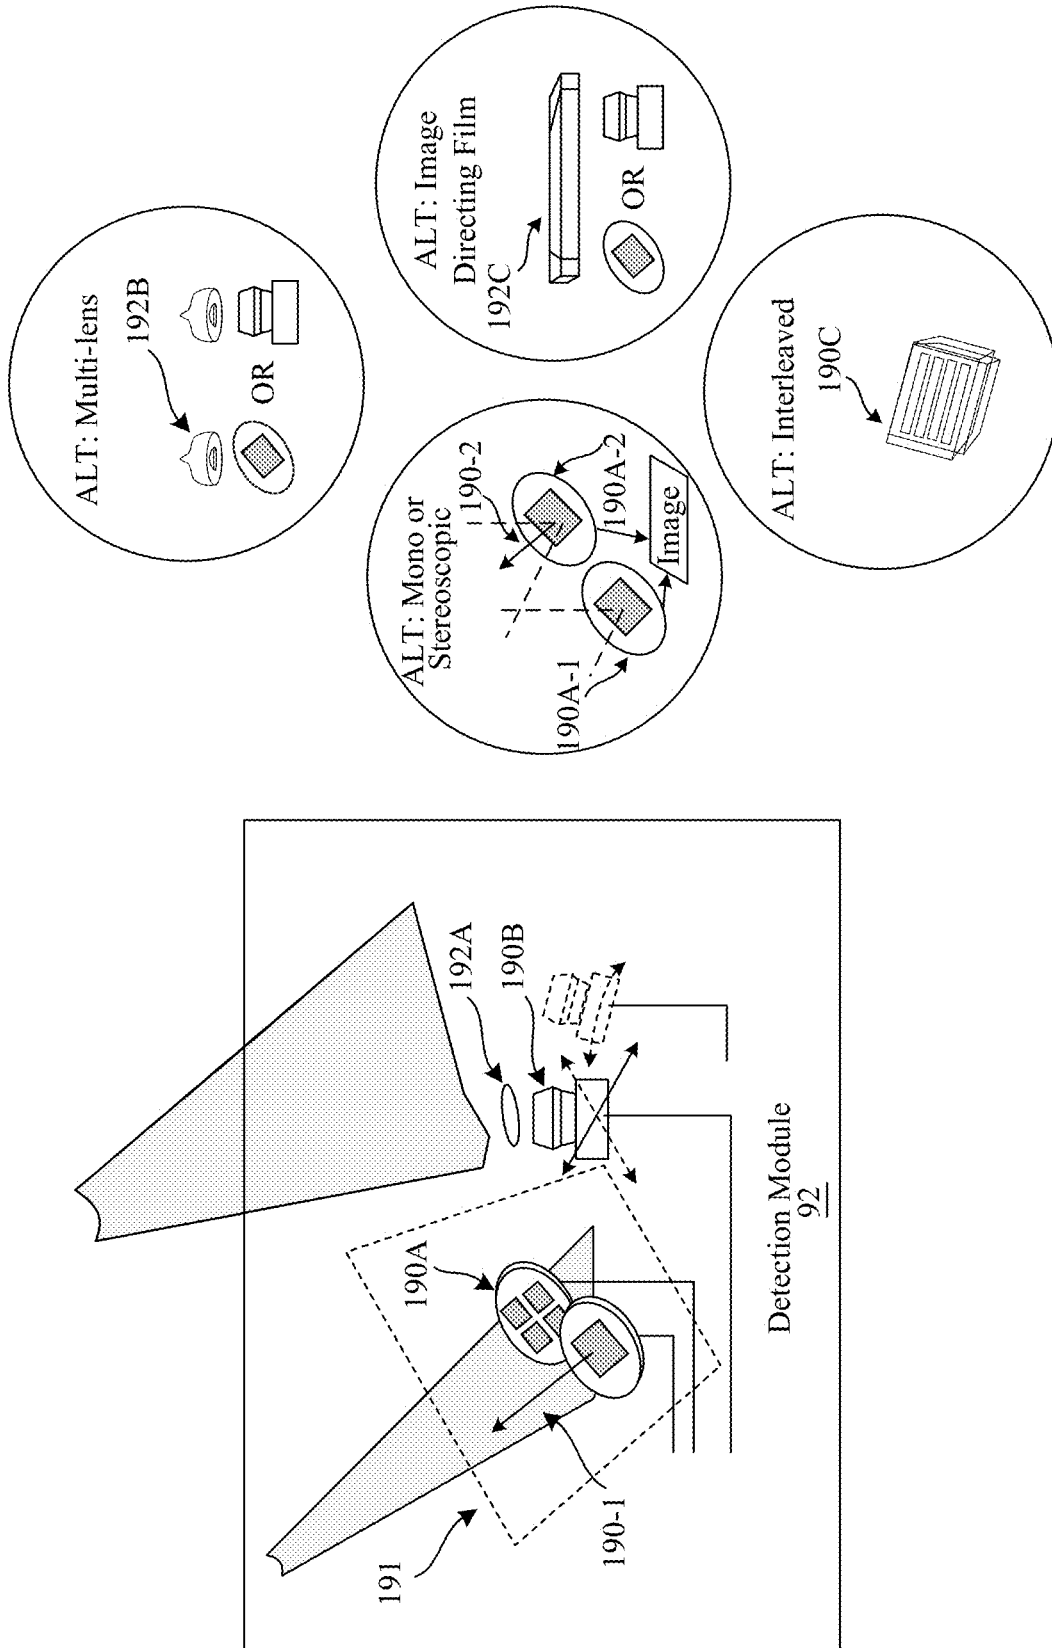 191
190-1
190A
192A
190B
Detection Module
92
ALT: Mono or
Stereoscopic
190-2
190A-1
190A-2
Image
ALT: Multi-lens
192B
OR
ALT: Image
Directing Film
192C
OR
ALT: Interleaved
190C